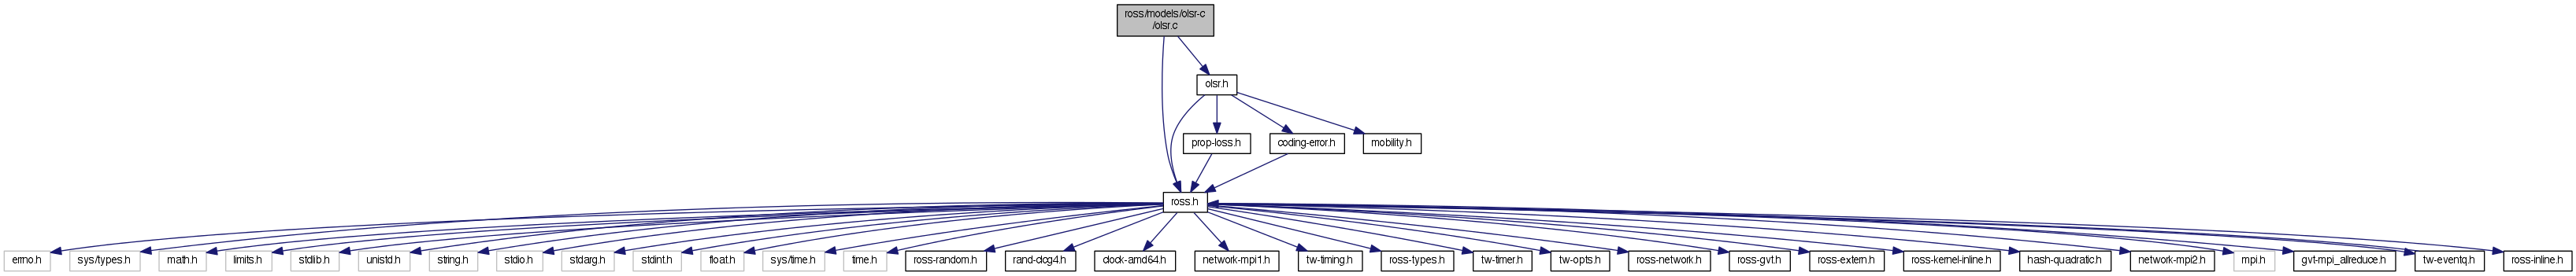 ross/models/olsr-c
/olsr.c
olsr.h
prop-loss.h
coding-error.h
mobility.h
ross.h
errno.h
sys/types.h
math.h
limits.h
stdlib.h
unistd.h
string.h
stdio.h
stdarg.h
stdint.h
float.h
sys/time.h
time.h
ross-random.h
rand-clcg4.h
clock-amd64.h
network-mpi1.h
tw-timing.h
ross-types.h
tw-timer.h
tw-opts.h
ross-network.h
ross-gvt.h
ross-extern.h
ross-kernel-inline.h
hash-quadratic.h
network-mpi2.h
mpi.h
gvt-mpi_allreduce.h
tw-eventq.h
ross-inline.h